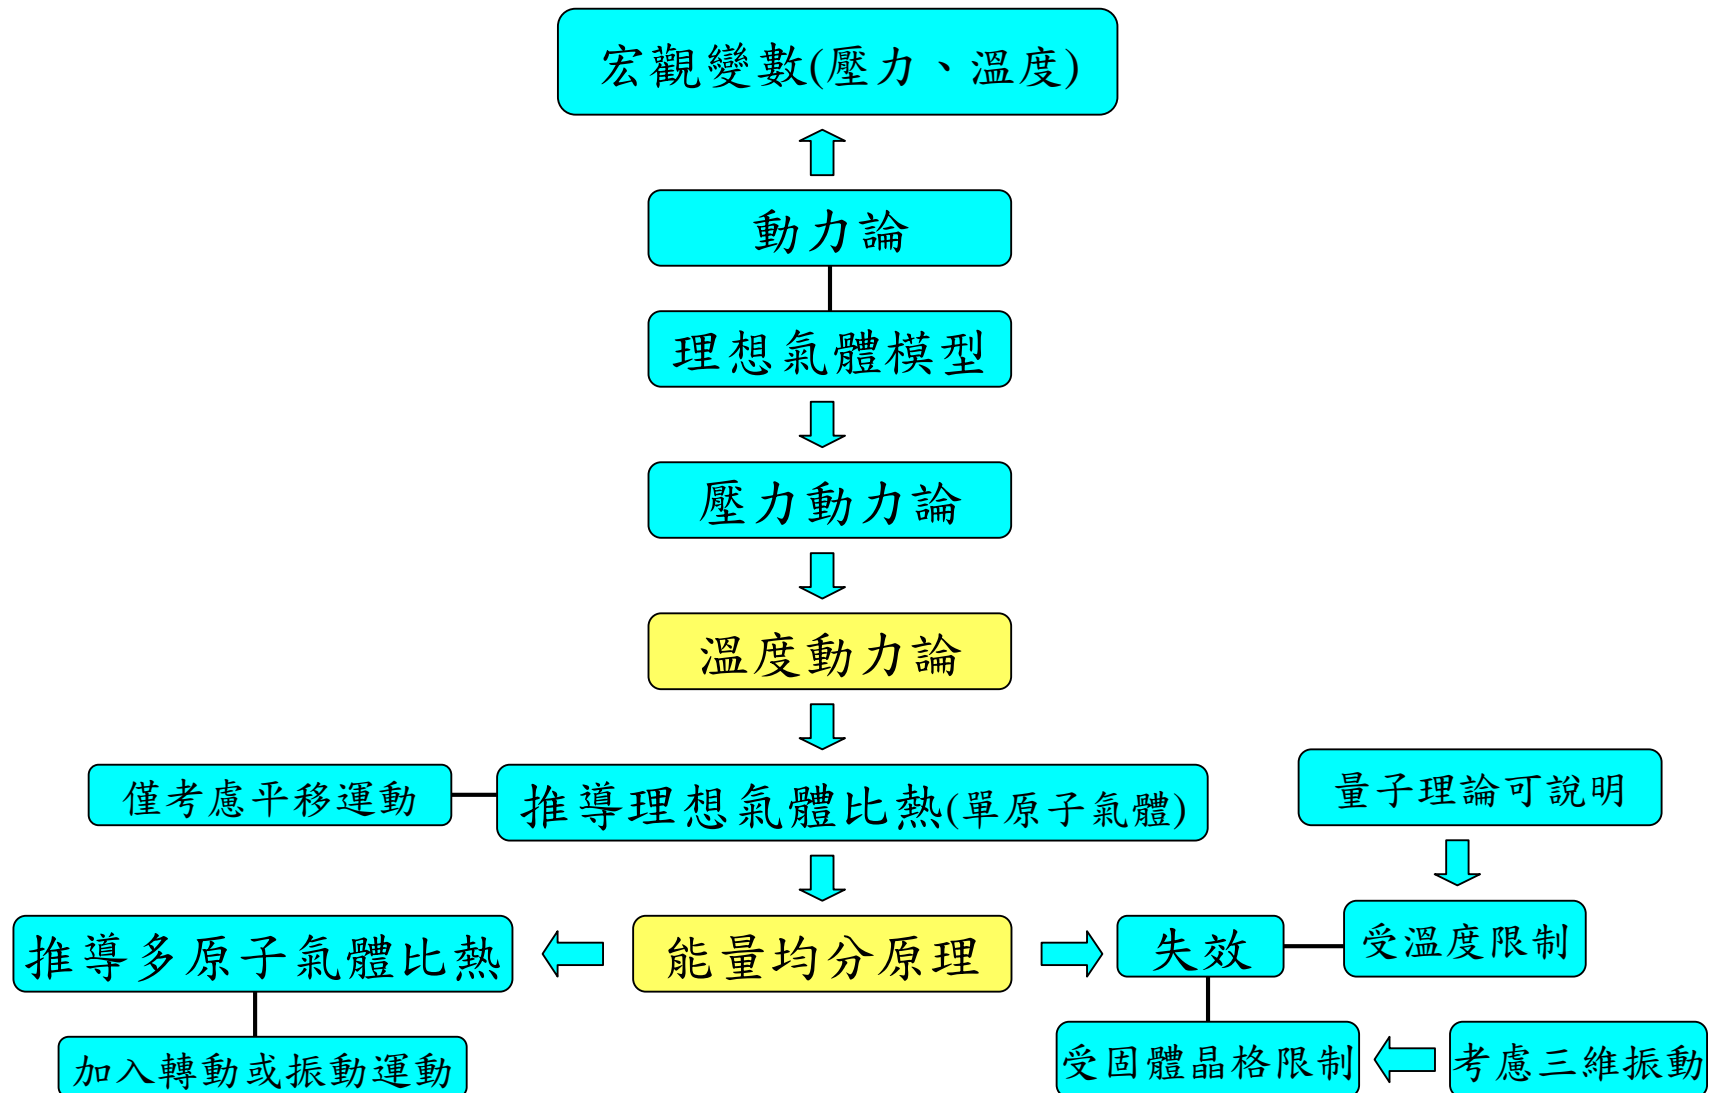 宏觀變數(壓力、溫度)
動力論
理想氣體模型
壓力動力論
溫度動力論
僅考慮平移運動
推導理想氣體比熱(單原子氣體)
量子理論可說明
推導多原子氣體比熱
能量均分原理
失效
受溫度限制
加入轉動或振動運動
受固體晶格限制
考慮三維振動